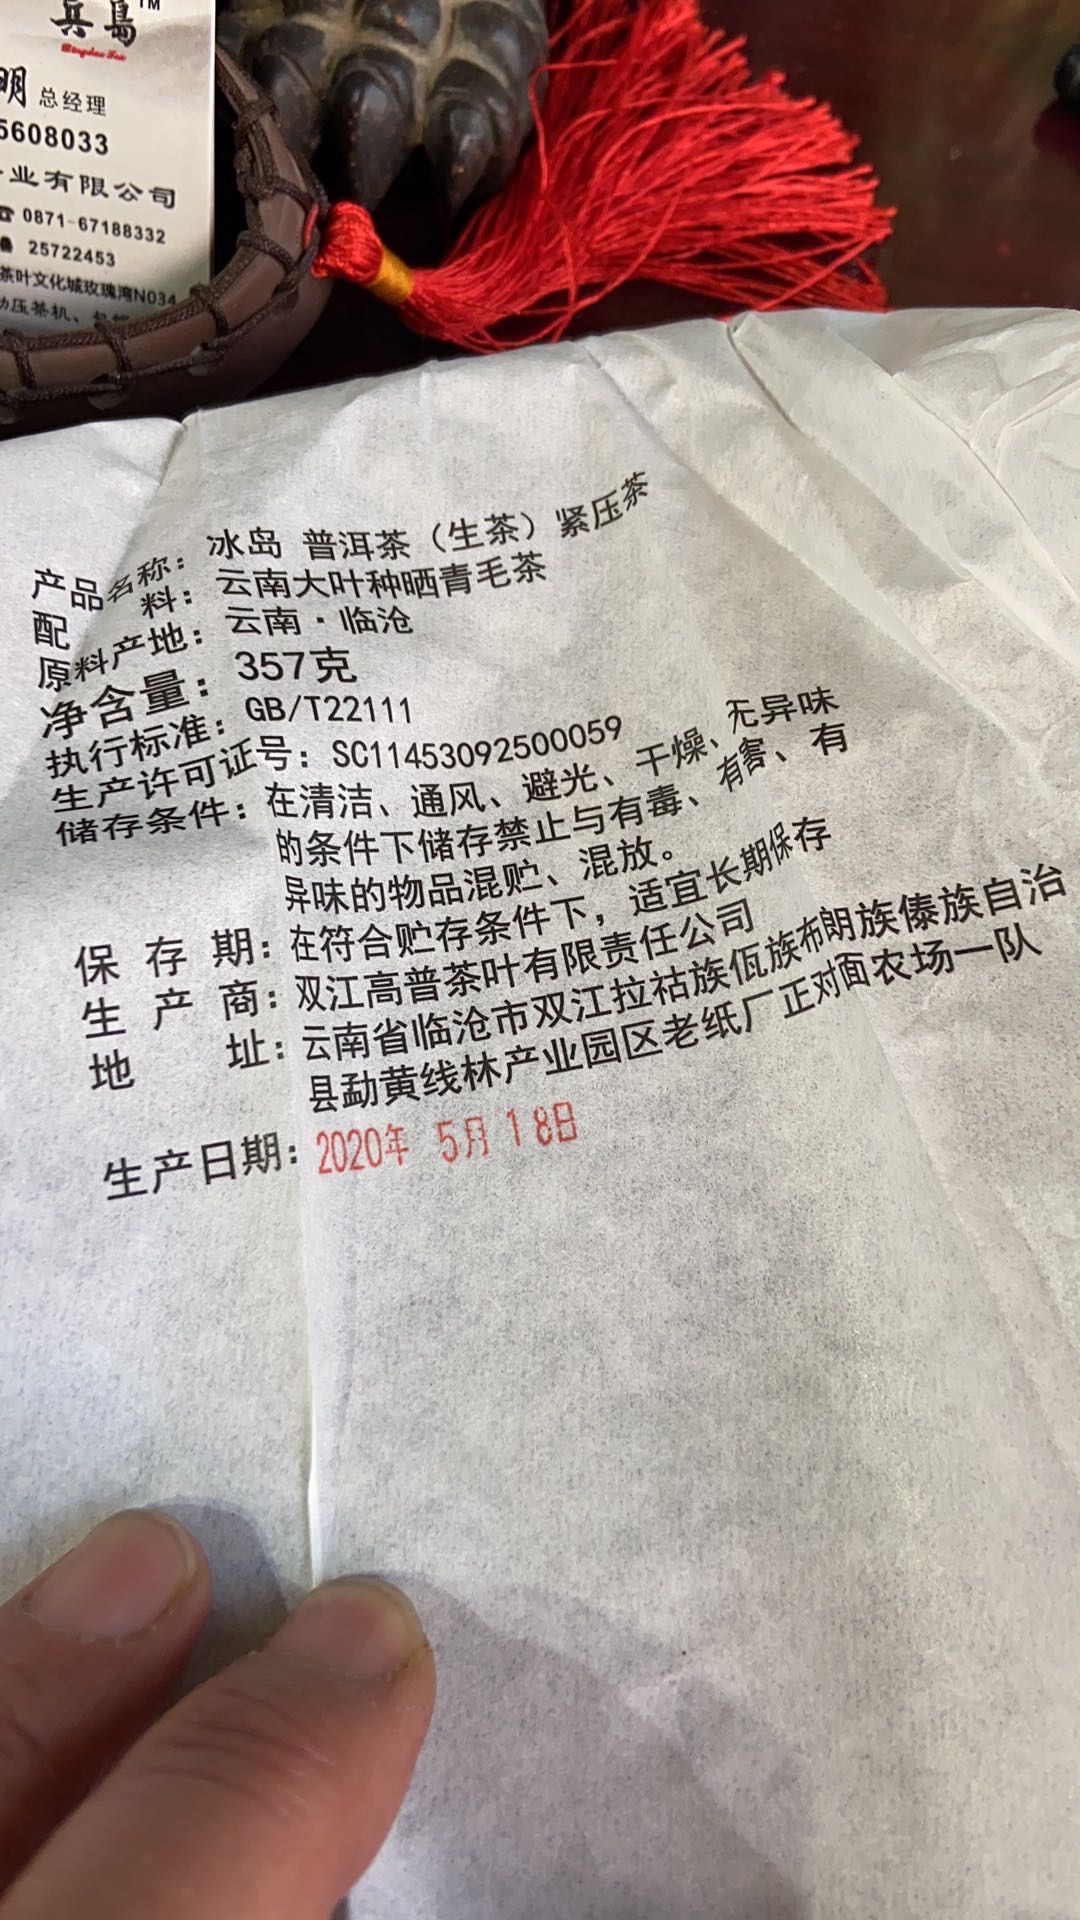 兵島™
Bingdao Tea
明 总经理
5608033
业有限公司
☎ 0871-67188332
25722453
茶叶文化城玫瑰湾N034
动压茶机、
产品名称：冰岛 普洱茶（生茶）紧压茶
配 料：云南大叶种晒青毛茶
原料产地：云南·临沧
净含量：357克
执行标准：GB/T22111
生产许可证号：SC11453092500059
储存条件：在清洁、通风、避光、干燥、无异味
的条件下储存禁止与有毒、有害、有
异味的物品混贮、混放。
保存期：在符合贮存条件下，适宜长期保存
生产商：双江高普茶叶有限责任公司
地 址：云南省临沧市双江拉祜族佤族布朗族傣族自治
县勐黄线林产业园区老纸厂正对面农场一队
生产日期：2020年 5月18日